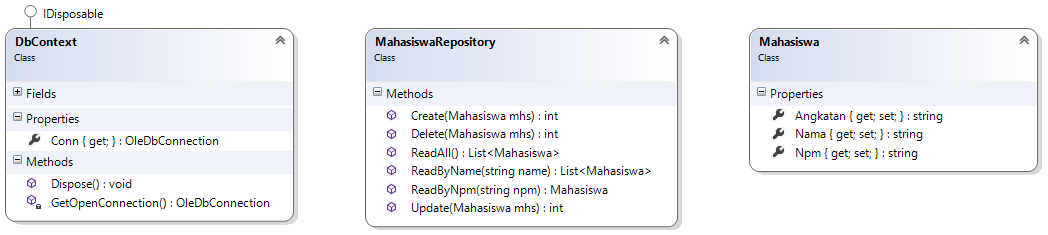 IDisposable
DbContext
Class
Fields
Properties
Conn { get; } : OleDbConnection
Methods
Dispose() : void
GetOpenConnection() : OleDbConnection
MahasiswaRepository
Class
Methods
Create(Mahasiswa mhs) : int
Delete(Mahasiswa mhs) : int
ReadAll() : List<Mahasiswa>
ReadByName(string name) : List<Mahasiswa>
ReadByNpm(string npm) : Mahasiswa
Update(Mahasiswa mhs) : int
Mahasiswa
Class
Properties
Angkatan { get; set; } : string
Nama { get; set; } : string
Npm { get; set; } : string